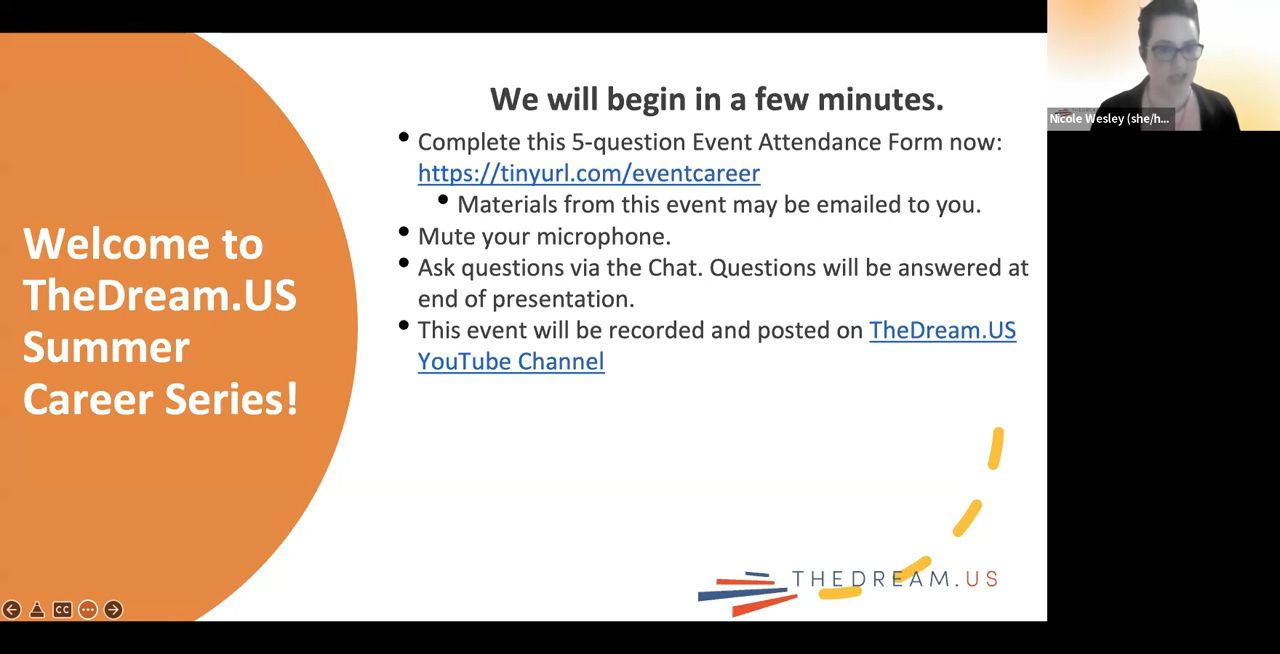 We will begin in a few minutes.
Complete this 5-question Event Attendance Form now:
https://tinyurl.com/eventcareer
Materials from this event may be emailed to you.
Mute your microphone.
Ask questions via the Chat. Questions will be answered at
end of presentation.
This event will be recorded and posted on TheDream.US
YouTube Channel
Welcome to
TheDream.US
Summer
Career Series!
THEDREAM.US
CC
Nicole Wesley (she/h...